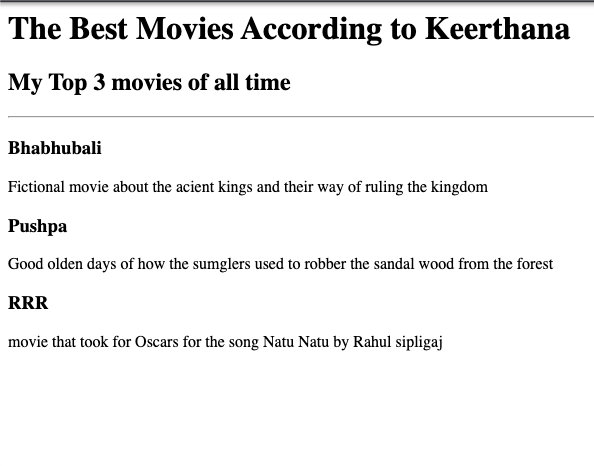 The Best Movies According to Keerthana
My Top 3 movies of all time
Bhabhubali
Fictional movie about the acient kings and their way of ruling the kingdom
Pushpa
Good olden days of how the sumglers used to robber the sandal wood from the forest
RRR
movie that took for Oscars for the song Natu Natu by Rahul sipligaj